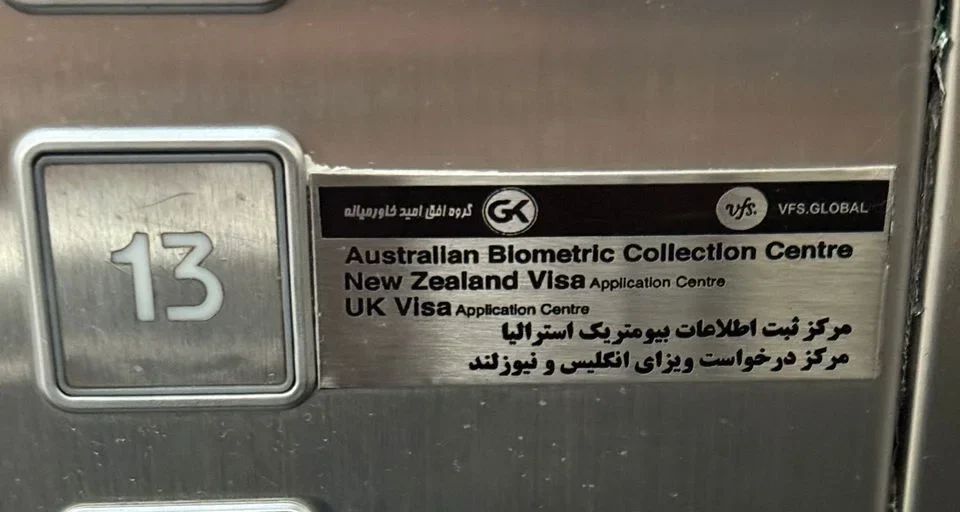 13
گروه افق امید خاورمیانه GK vfs. VFS.GLOBAL
Australian Biometric Collection Centre
New Zealand Visa Application Centre
UK Visa Application Centre
مرکز ثبت اطلاعات بیومتریک استرالیا
مرکز درخواست ویزای انگلیس و نیوزلند